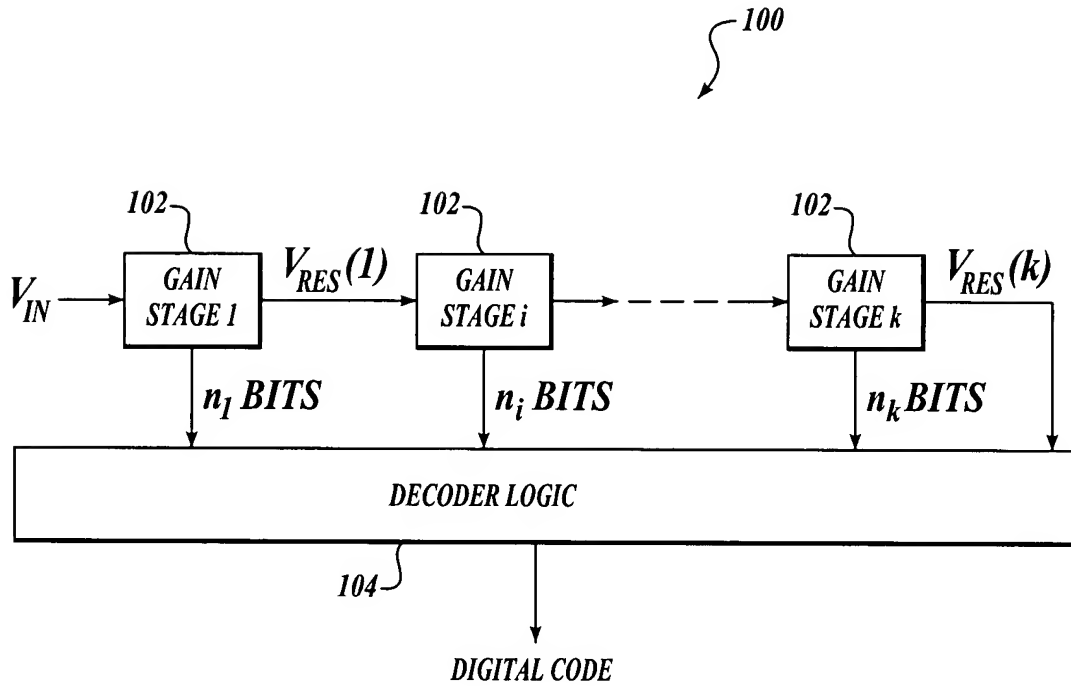 100
102
102
102
V_IN
GAIN
STAGE 1
V_RES(1)
GAIN
STAGE i
GAIN
STAGE k
V_RES(k)
n_1 BITS
n_i BITS
n_k BITS
DECODER LOGIC
104
DIGITAL CODE